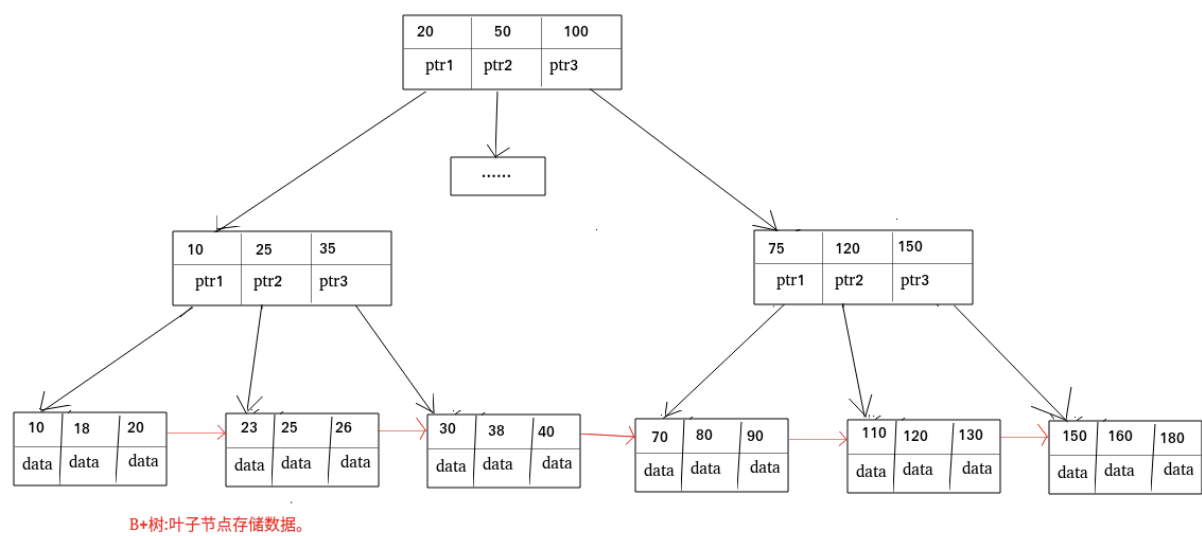 20 50 100
ptr1 ptr2 ptr3
......
10 25 35
ptr1 ptr2 ptr3
75 120 150
ptr1 ptr2 ptr3
10 18 20
data data data
23 25 26
data data data
30 38 40
data data data
70 80 90
data data data
110 120 130
data data data
150 160 180
data data data
B+树:叶子节点存储数据。